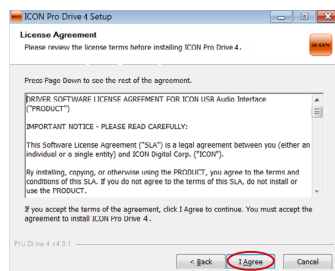 ICON Pro Drive 4 Setup
License Agreement
Please review the license terms before installing ICON Pro Drive 4.
ICON
Press Page Down to see the rest of the agreement.
DRIVER SOFTWARE LICENSE AGREEMENT FOR ICON USB Audio Interface
("PRODUCT")
IMPORTANT NOTICE - PLEASE READ CAREFULLY:
This Software License Agreement ("SLA") is a legal agreement between you (either an
individual or a single entity) and ICON Digital Corp. ("ICON").
By installing, copying, or otherwise using the PRODUCT, you agree to the terms and
conditions of this SLA. If you do not agree to the terms of this SLA, do not install or
use the PRODUCT.
If you accept the terms of the agreement, click I Agree to continue. You must accept the
agreement to install ICON Pro Drive 4.
Pro Drive 4 v4.0.1
< Back
I Agree
Cancel